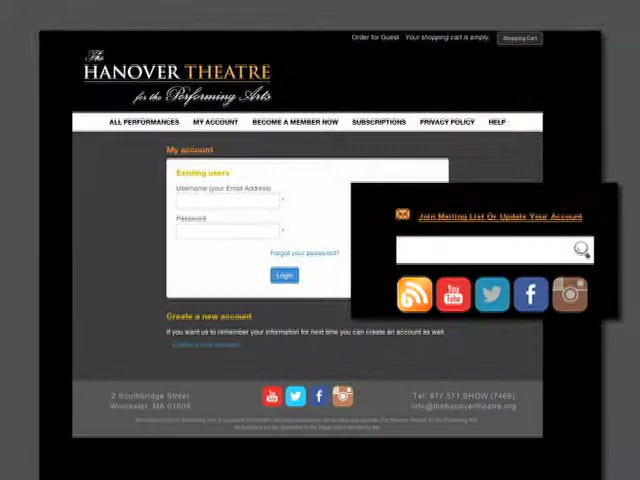 Order for Guest Your shopping cart is empty. Shopping Cart
The
HANOVER THEATRE
for the Performing Arts
ALL PERFORMANCES MY ACCOUNT BECOME A MEMBER NOW SUBSCRIPTIONS PRIVACY POLICY HELP
My account
Existing users
Username (your Email Address)
*
Password
*
Forgot your password?
Login
Join Mailing List Or Update Your Account
You
Tube
Create a new account
If you want us to remember your information for next time you can create an account as well.
Create a new account
2 Southbridge Street
Worcester, MA 01608
Tel: 877.571.SHOW (7469)
info@thehanovertheatre.org